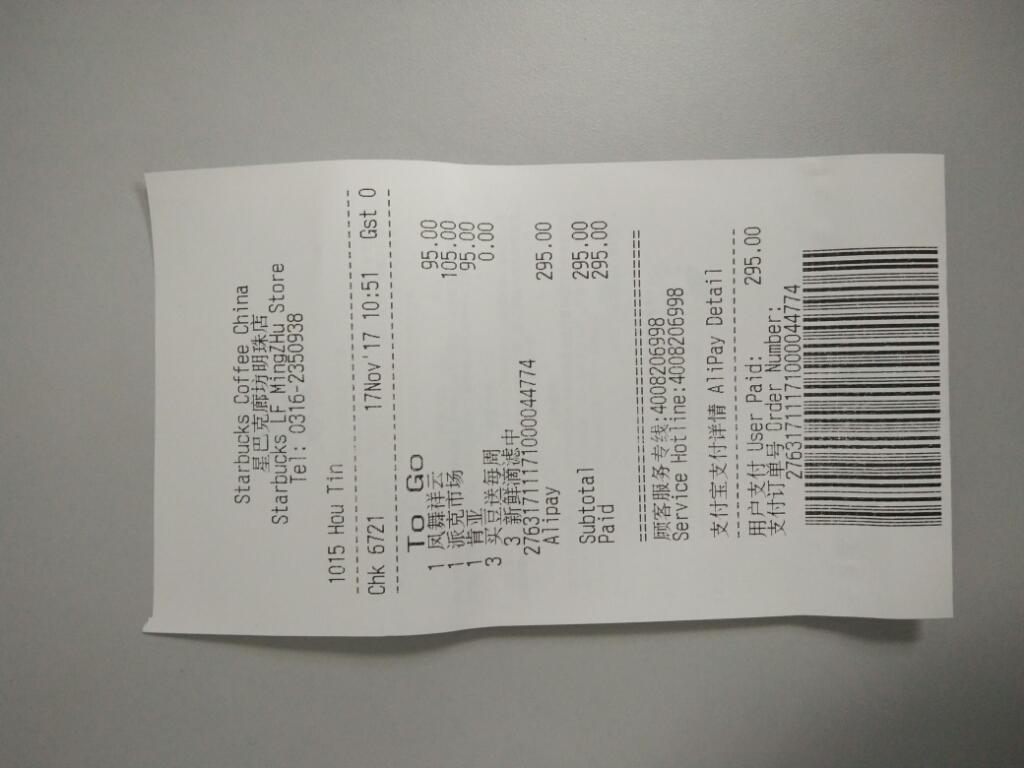 Starbucks Coffee China
星巴克廊坊明珠店
Starbucks LF MingZHu Store
Tel: 0316-2350938
1015 Hou Tin
Chk 6721 17Nov'17 10:51 Gst 0
To Go
1 凤舞祥云 95.00
1 派克市场 105.00
1 肯亚 95.00
3 买豆送每周 0.00
3 新鲜滴滤中
27631711171000044774
Alipay 295.00
Subtotal 295.00
Paid 295.00
顾客服务专线:4008206998
Service Hotline:4008206998
支付宝支付详情 AliPay Detail
用户支付 User Paid: 295.00
支付订单号 Order Number:
27631711171000044774